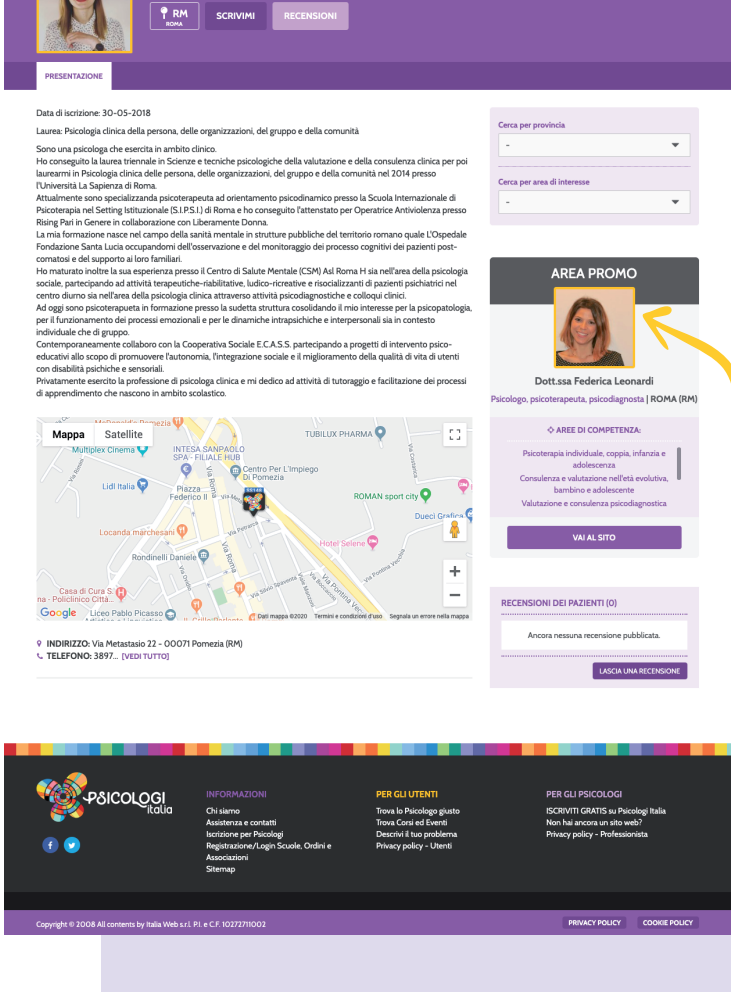 RM
ROMA
SCRIVIMI
RECENSIONI
PRESENTAZIONE
Data di iscrizione: 30-05-2018
Laurea: Psicologia clinica della persona, delle organizzazioni, del gruppo e della comunità
Sono una psicologa che esercita in ambito clinico.
Ho conseguito la laurea triennale in Scienze e tecniche psicologiche della valutazione e della consulenza clinica per poi
laurearmi in Psicologia clinica delle persona, delle organizzazioni, del gruppo e della comunità nel 2014 presso
l'Università La Sapienza di Roma.
Attualmente sono specializzanda psicoterapeuta ad orientamento psicodinamico presso la Scuola Internazionale di
Psicoterapia nel Setting Istituzionale (S.I.P.S.I.) di Roma e ho conseguito l'attestato per Operatrice Antiviolenza presso
Rising Pari in Genere in collaborazione con Liberamente Donna.
La mia formazione nasce nel campo della sanità mentale in strutture pubbliche del territorio romano quale L'Ospedale
Fondazione Santa Lucia occupandomi dell'osservazione e del monitoraggio dei processo cognitivi dei pazienti post-
comatosi e del supporto ai loro familiari.
Ho maturato inoltre la sua esperienza presso il Centro di Salute Mentale (CSM) Asl Roma H sia nell'area della psicologia
sociale, partecipando ad attività terapeutiche-riabilitative, ludico-ricreative e risocializzanti di pazienti psichiatrici nel
centro diurno sia nell'area della psicologia clinica attraverso attività psicodiagnostiche e colloqui clinici.
Ad oggi sono psicoterapueta in formazione presso la sudetta struttura cosolidando il mio interesse per la psicopatologia,
per il funzionamento dei processi emozionali e per le dinamiche intrapsichiche e interpersonali sia in contesto
individuale che di gruppo.
Contemporaneamente collaboro con la Cooperativa Sociale E.C.A.S.S. partecipando a progetti di intervento psico-
educativi allo scopo di promuovere l'autonomia, l'integrazione sociale e il miglioramento della qualità di vita di utenti
con disabilità psichiche e sensoriali.
Privatamente esercito la professione di psicologa clinica e mi dedico ad attività di tutoraggio e facilitazione dei processi
di apprendimento che nascono in ambito scolastico.
Cerca per provincia
-
Cerca per area di interesse
-
AREA PROMO
Dott.ssa Federica Leonardi
Psicologo, psicoterapeuta, psicodiagnosta | ROMA (RM)
AREE DI COMPETENZA:
Psicoterapia individuale, coppia, infanzia e
adolescenza
Consulenza e valutazione nell'età evolutiva,
bambino e adolescente
Valutazione e consulenza psicodiagnostica
VAI AL SITO
Mappa Satellite
Multiplex Cinema
INTESA SANPAOLO
SPA - FILIALE HUB
TUBILUX PHARMA
Centro Per L'Impiego
Di Pomezia
Lidl Italia
Piazza
Federico II
Via Roma
ROMAN sport city
Dueci Grafica
Via Petrarca
Locanda marchesani
Hotel Selene
Rondinelli Daniele
Via Ovidio
Via Roma
Via Silvio Spaventa
Via Boccaccio
Via Pontina Vecchia
Casa di Cura S.
na - Policlinico Città...
Liceo Pablo Picasso
Google
Dati mappa ©2020 Termini e condizioni d'uso Segnala un errore nella mappa
INDIRIZZO: Via Metastasio 22 - 00071 Pomezia (RM)
TELEFONO: 3897... [VEDI TUTTO]
RECENSIONI DEI PAZIENTI (0)
Ancora nessuna recensione pubblicata.
LASCIA UNA RECENSIONE
PSICOLOGI
italia
INFORMAZIONI
Chi siamo
Assistenza e contatti
Iscrizione per Psicologi
Registrazione/Login Scuole, Ordini e
Associazioni
Sitemap
PER GLI UTENTI
Trova lo Psicologo giusto
Trova Corsi ed Eventi
Descrivi il tuo problema
Privacy policy - Utenti
PER GLI PSICOLOGI
ISCRIVITI GRATIS su Psicologi Italia
Non hai ancora un sito web?
Privacy policy - Professionista
Copyright © 2008 All contents by Italia Web s.r.l. P.I. e C.F. 10272711002
PRIVACY POLICY
COOKIE POLICY